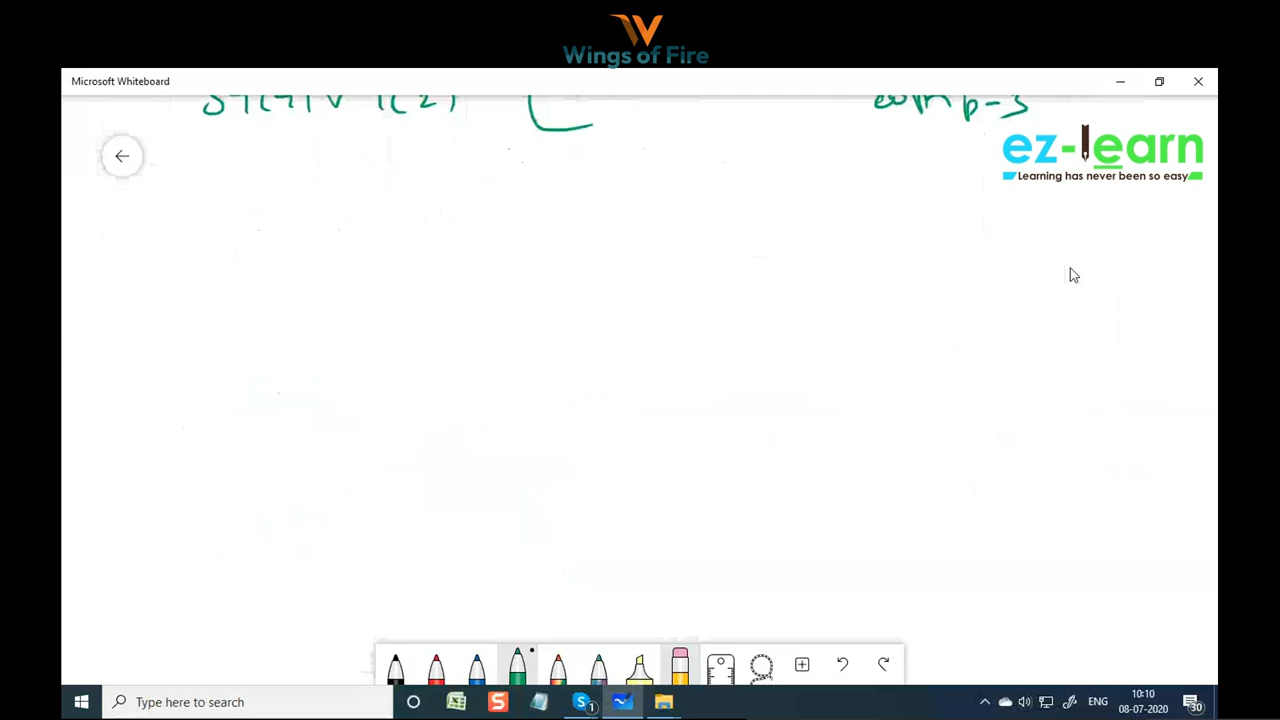 Wings of Fire
Microsoft Whiteboard
ez-learn
Learning has never been so easy
Type here to search
1
ENG
10:10
08-07-2020
30